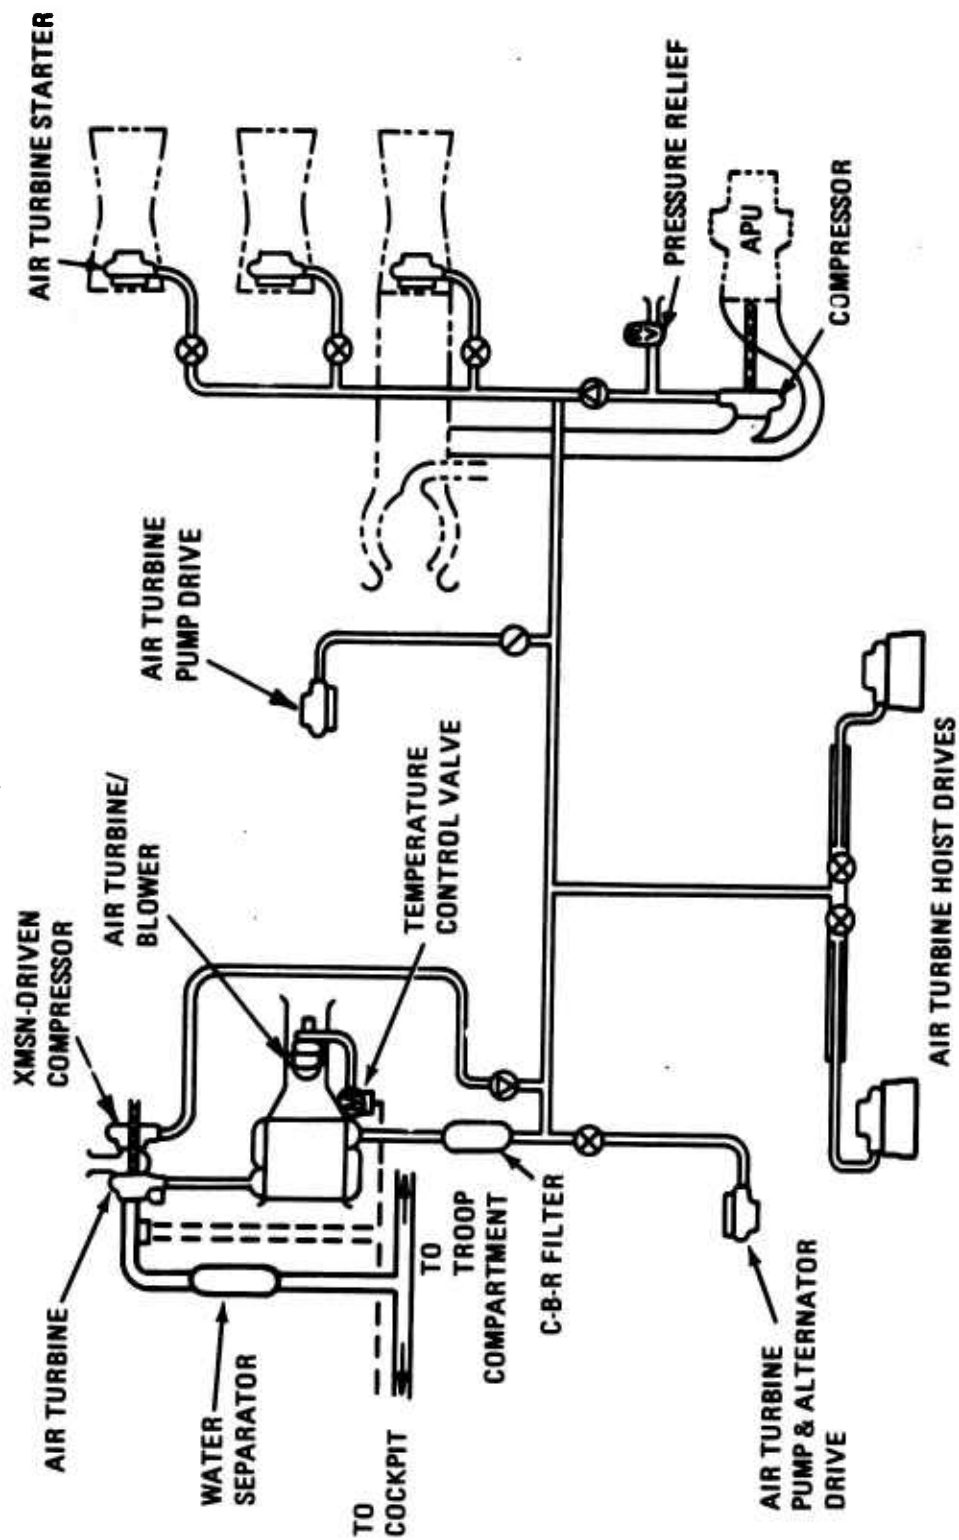 AIR TURBINE
XMSN-DRIVEN
COMPRESSOR
AIR TURBINE/
BLOWER
AIR TURBINE
PUMP DRIVE
AIR TURBINE STARTER
WATER
SEPARATOR
TEMPERATURE
CONTROL VALVE
TO
COCKPIT
TO
TROOP
COMPARTMENT
C-B-R FILTER
PRESSURE RELIEF
APU
COMPRESSOR
AIR TURBINE
PUMP & ALTERNATOR
DRIVE
AIR TURBINE HOIST DRIVES